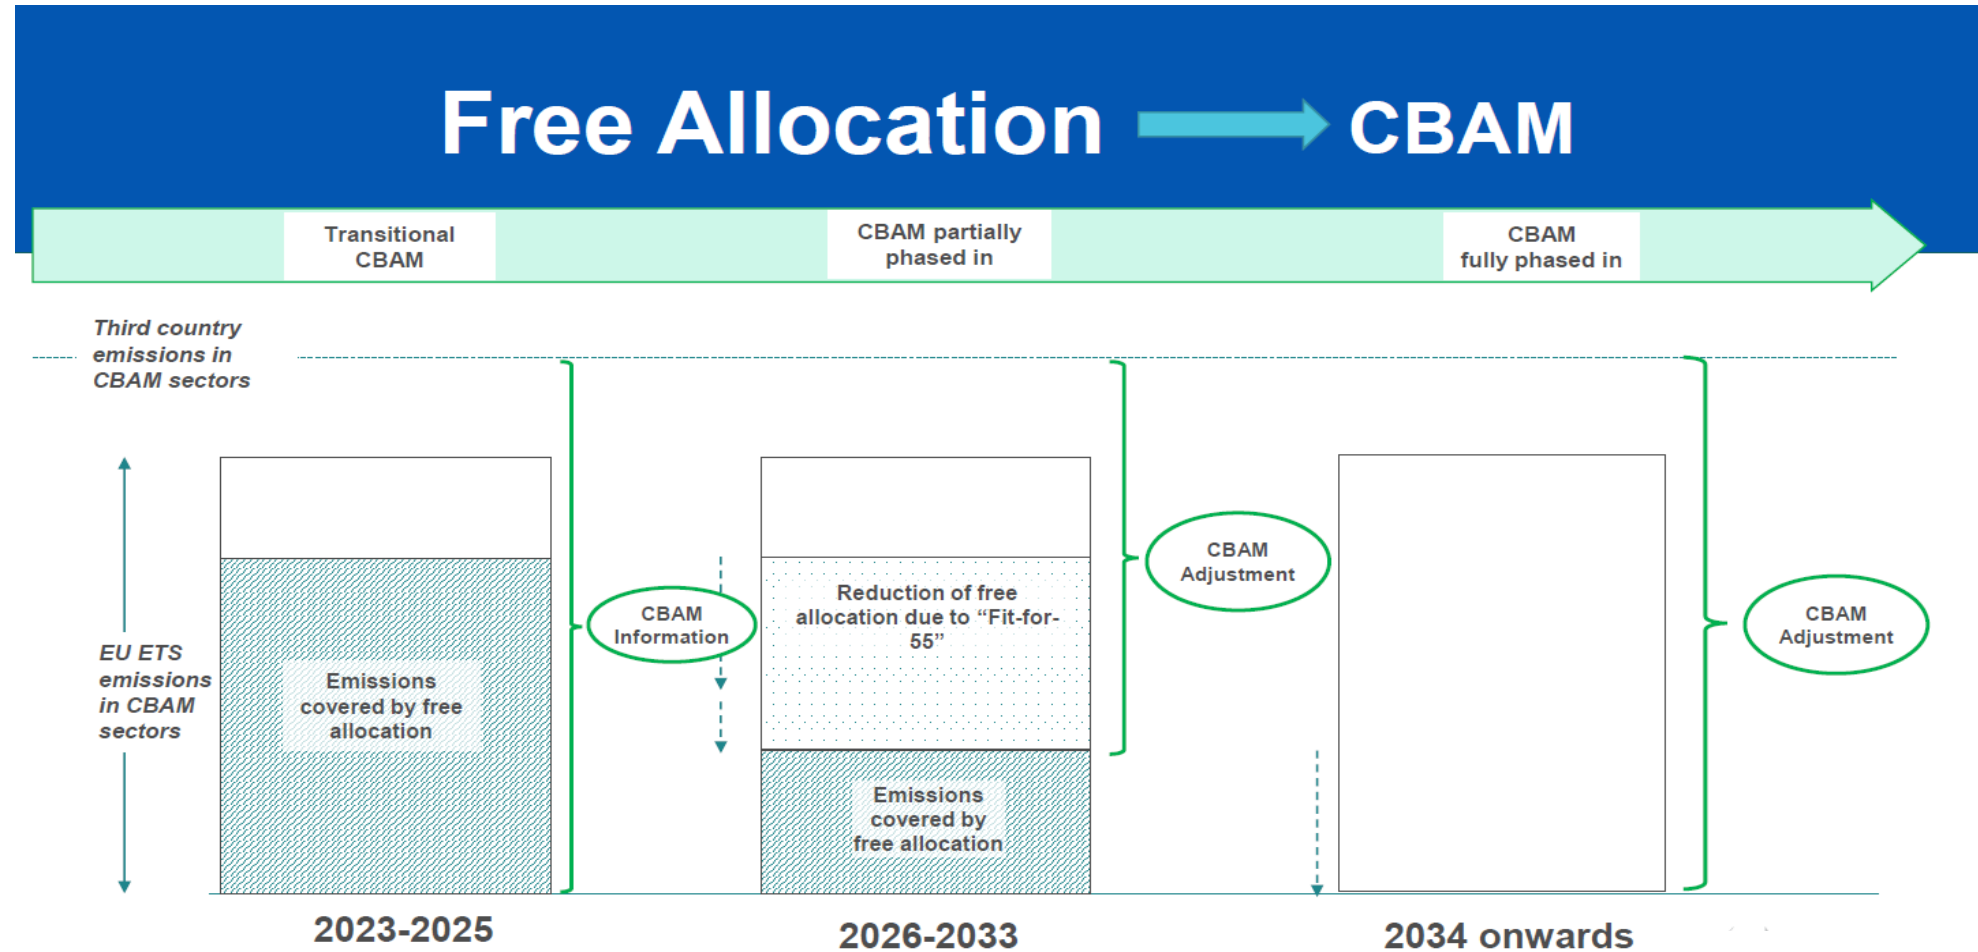 Free Allocation CBAM
Transitional
CBAM
CBAM partially
phased in
CBAM
fully phased in
Third country
emissions in
CBAM sectors
EU ETS
emissions
in CBAM
sectors
Emissions
covered by free
allocation
CBAM
Information
Reduction of free
allocation due to “Fit-for-
55”
Emissions
covered by
free allocation
CBAM
Adjustment
CBAM
Adjustment
2023-2025
2026-2033
2034 onwards